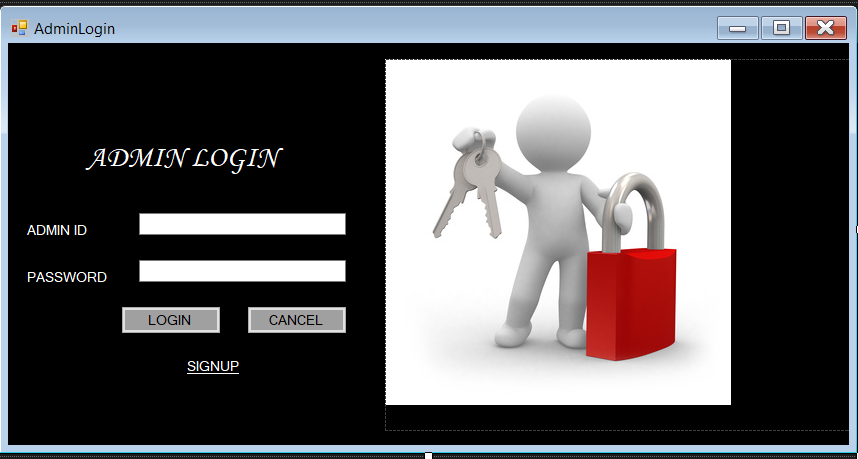 AdminLogin
ADMIN LOGIN
ADMIN ID
PASSWORD
LOGIN CANCEL
SIGNUP